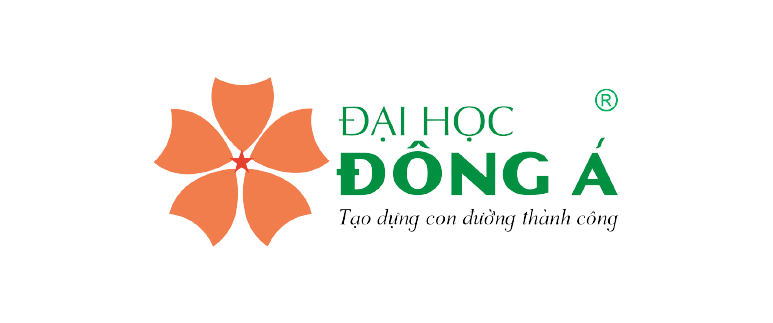 ĐẠI HỌC ®
ĐÔNG Á
Tạo dựng con đường thành công